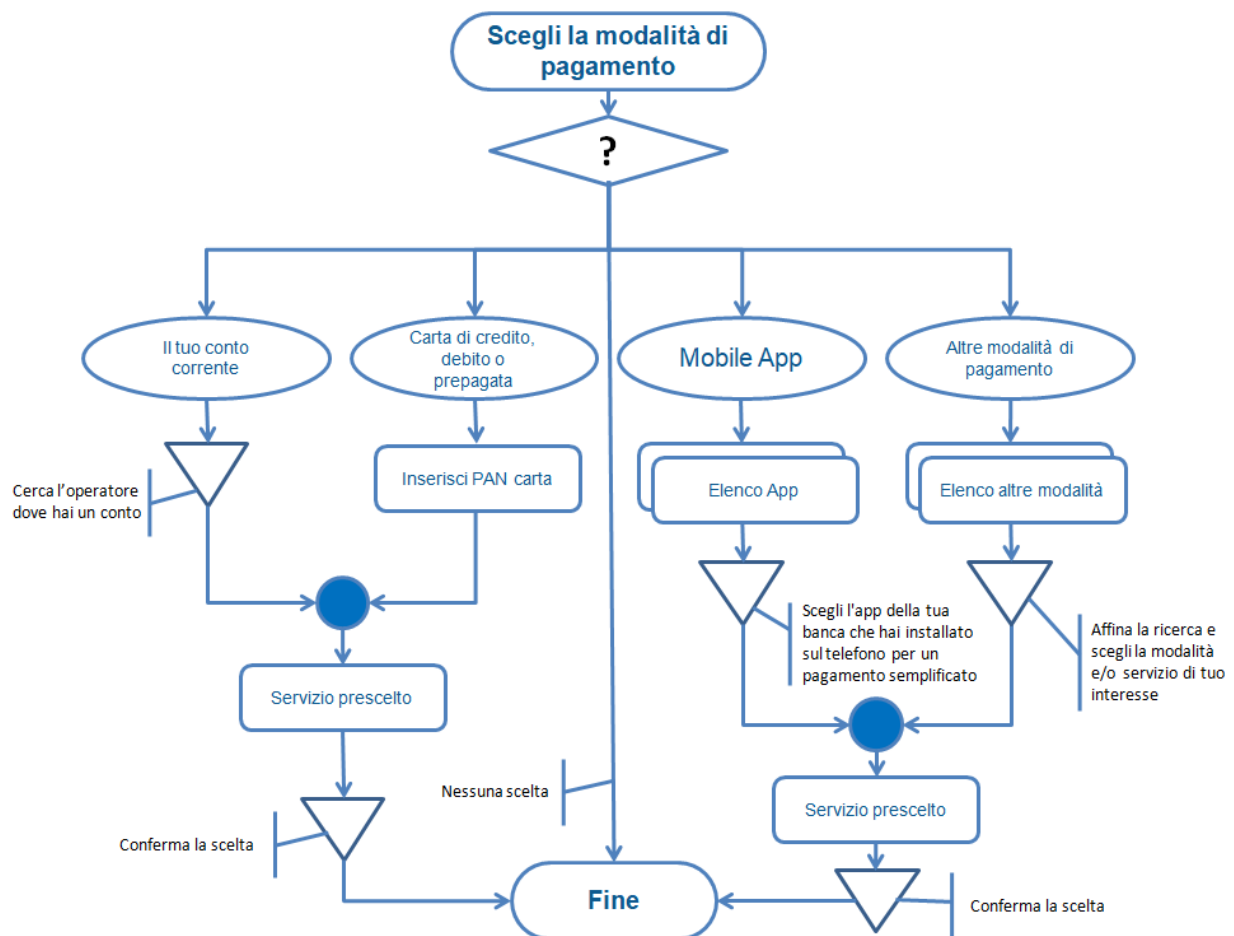 Scegli la modalità di
pagamento
?
Il tuo conto
corrente
Carta di credito,
debito o
prepagata
Mobile App
Altre modalità di
pagamento
Cerca l'operatore
dove hai un conto
Inserisci PAN carta
Elenco App
Elenco altre modalità
Scegli l'app della tua
banca che hai installato
sul telefono per un
pagamento semplificato
Affina la ricerca e
scegli la modalità
e/o servizio di tuo
interesse
Servizio prescelto
Nessuna scelta
Servizio prescelto
Conferma la scelta
Fine
Conferma la scelta